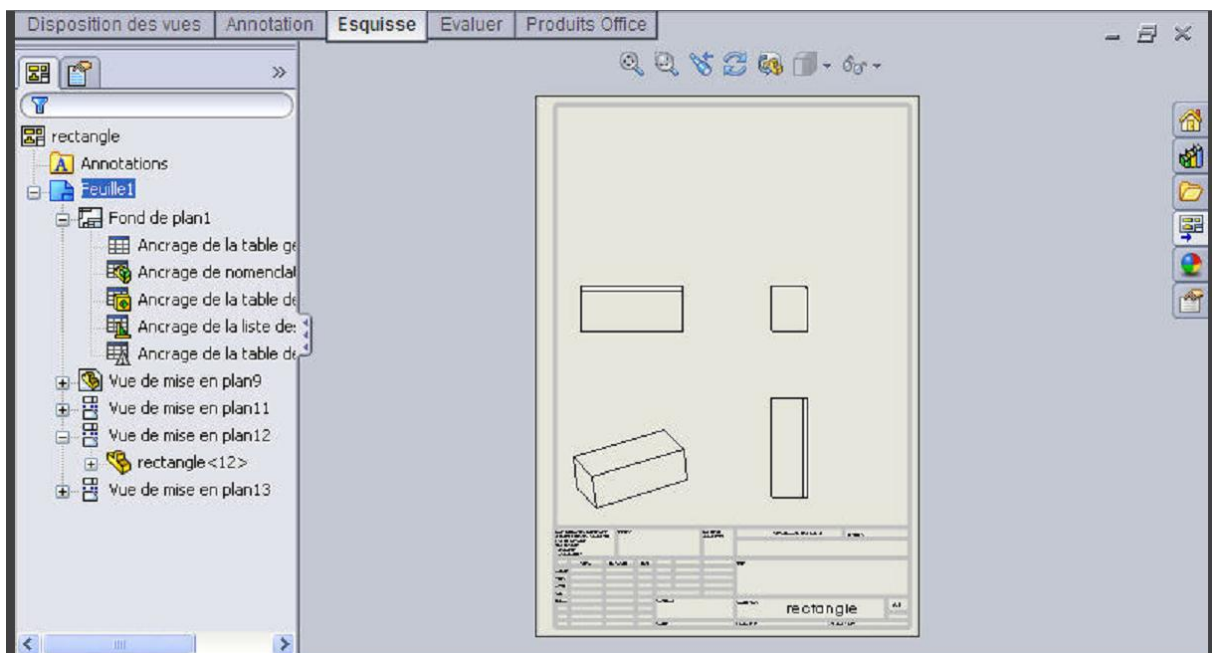 Disposition des vues Annotation Esquisse Evaluer Produits Office
rectangle
Annotations
Feuille1
Fond de plan1
Ancrage de la table gé
Ancrage de nomenclat
Ancrage de la table de
Ancrage de la liste des
Ancrage de la table de
Vue de mise en plan9
Vue de mise en plan11
Vue de mise en plan12
rectangle<12>
Vue de mise en plan13
rectangle